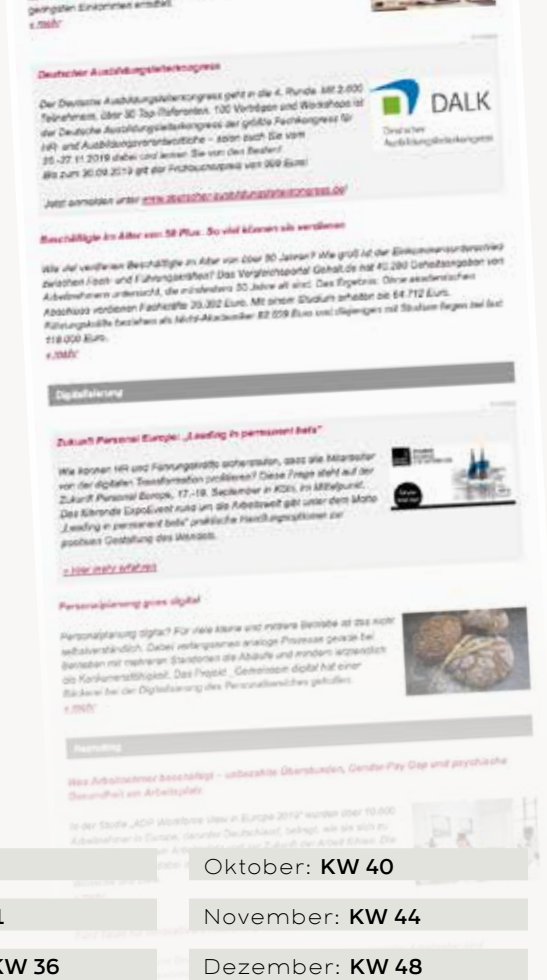 geringsten Einkommen ermittelt.
» mehr
Deutscher Ausbildungsleiterkongress
Der Deutsche Ausbildungsleiterkongress geht in die 4. Runde. Mit 2.600
Teilnehmern, über 90 Top-Referenten, 100 Vorträgen und Workshops ist
der Deutsche Ausbildungsleiterkongress der größte Fachkongress für
HR- und Ausbildungsverantwortliche – seien auch Sie vom
25.-27.11.2019 dabei und lernen Sie von den Besten!
Bis zum 30.09.2019 gilt der Frühbucherpreis von 999 Euro!
Jetzt anmelden unter www.deutscher-ausbildungsleiterkongress.de!
DALK
Deutscher
Ausbildungsleiterkongress
Beschäftigte im Alter von 50 Plus: So viel können sie verdienen
Wie viel verdienen Beschäftigte im Alter von über 50 Jahren? Wie groß ist der Einkommensunterschied
zwischen Fach- und Führungskräften? Das Vergleichsportal Gehalt.de hat 40.280 Gehaltsangaben von
Arbeitnehmern untersucht, die mindestens 50 Jahre alt sind. Das Ergebnis: Ohne akademischen
Abschluss verdienen Fachkräfte Euro. Mit einem Studium erhalten sie 64.712 Euro.
Führungskräfte beziehen als Nicht-Akademiker Euro und diejenigen mit Studium liegen bei fast
119.000 Euro.
» mehr
Digitalisierung
Zukunft Personal Europe: „Leading in permanent beta“
Wie können HR und Führungskräfte sicherstellen, dass alle Mitarbeiter
von der digitalen Transformation profitieren? Diese Frage steht auf der
Zukunft Personal Europe, 17.-19. September in Köln, im Mittelpunkt.
Das führende ExpoEvent rund um die Arbeitswelt gibt unter dem Motto
„Leading in permanent beta“ praktische Handlungsoptionen zur
positiven Gestaltung des Wandels.
» Hier mehr erfahren
Personalplanung goes digital
Personalplanung digital? Für viele kleine und mittlere Betriebe ist das nicht
selbstverständlich. Dabei verlangsamen analoge Prozesse gerade bei
Betrieben mit mehreren Standorten die Abläufe und mindern letztendlich
die Konkurrenzfähigkeit. Das Projekt „Gemeinsam digital hat einer
Bäckerei bei der Digitalisierung des Personalbereiches geholfen.
» mehr
Recruiting
Was Arbeitnehmer beschäftigt – unbezahlte Überstunden, Gender-Pay Gap und psychische
Gesundheit am Arbeitsplatz
In der Studie „ADP Workforce View in Europe 2019“ wurden über 10.000
Arbeitnehmer in Europe, darunter Deutschland, befragt, wie sie sich zu
Oktober: KW 40
1
November: KW 44
KW 36
Dezember: KW 48